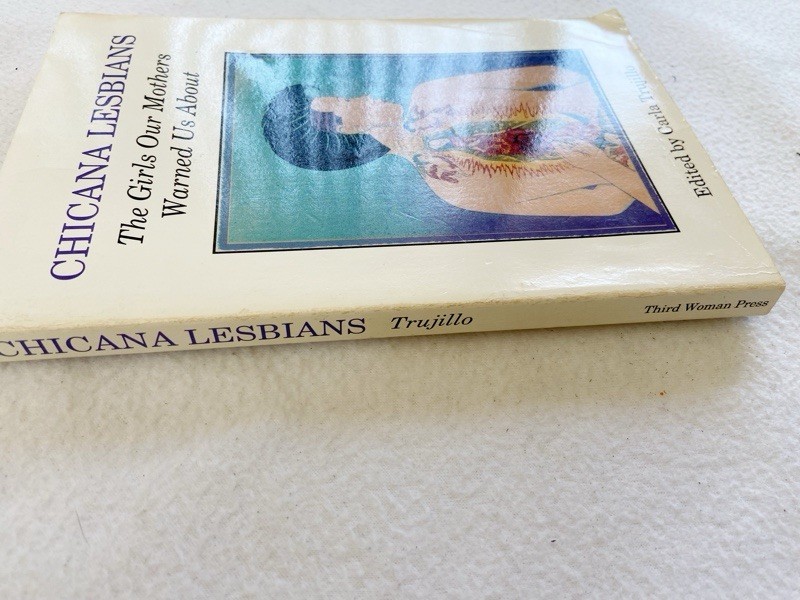 CHICANA LESBIANS
The Girls Our Mothers
Warned Us About
Edited by Carla Trujillo
CHICANA LESBIANS Trujillo Third Woman Press